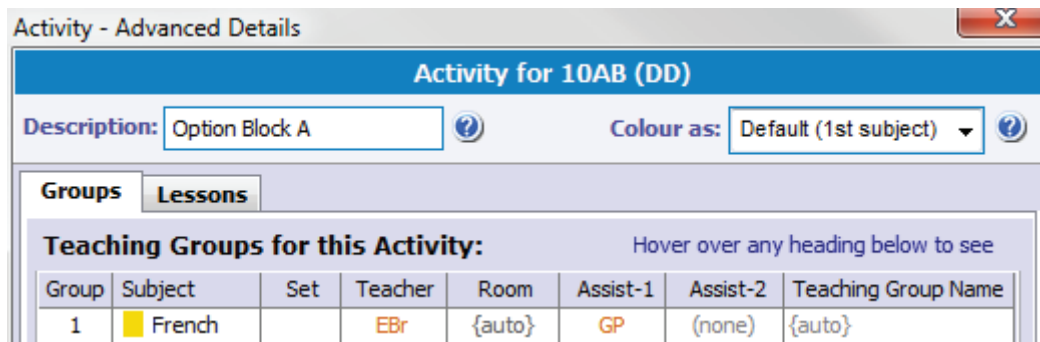 Activity - Advanced Details
X
Activity for 10AB (DD)
Description: Option Block A ? Colour as: Default (1st subject) ?
Groups Lessons
Teaching Groups for this Activity: Hover over any heading below to see
Group Subject Set Teacher Room Assist-1 Assist-2 Teaching Group Name
1 French EBr {auto} GP (none) {auto}